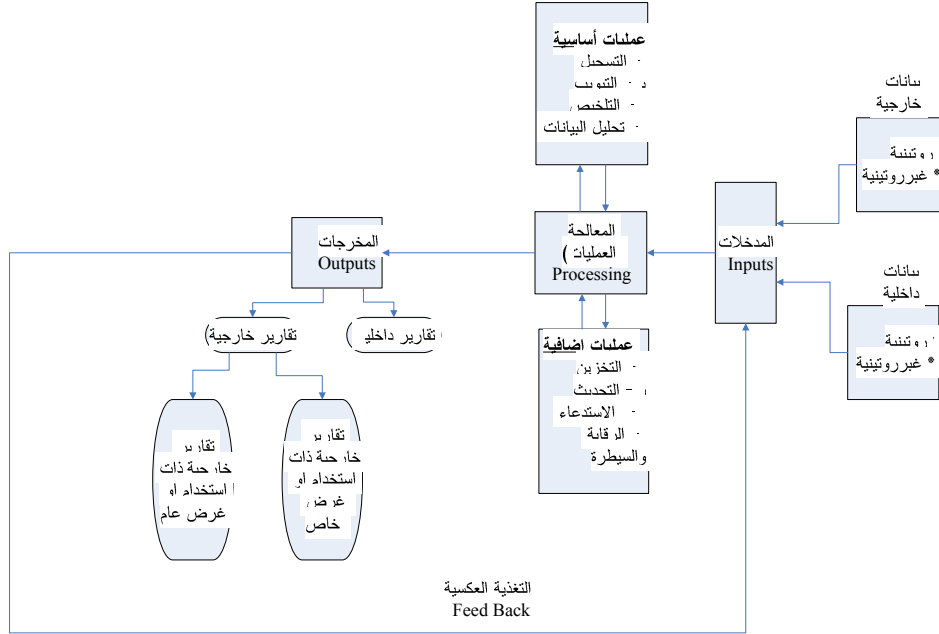 بيانات
خارجية
روتينية
* غيرروتينية
بيانات
داخلية
روتينية
* غيرروتينية
المدخلات
Inputs
عمليات أساسية
- التسجيل
- التبويب
- التلخيص
- تحليل البيانات
المعالجة
العمليات)
Processing
عمليات اضافية
- التخزين
- التحديث
- الاستدعاء
- الرقابة
والسيطرة
المخرجات
Outputs
تقارير داخلي
تقارير خارجية
تقارير
خارجية ذات
استخدام او
غرض
خاص
تقارير
خارجية ذات
استخدام او
غرض عام
التغذية العكسية
Feed Back